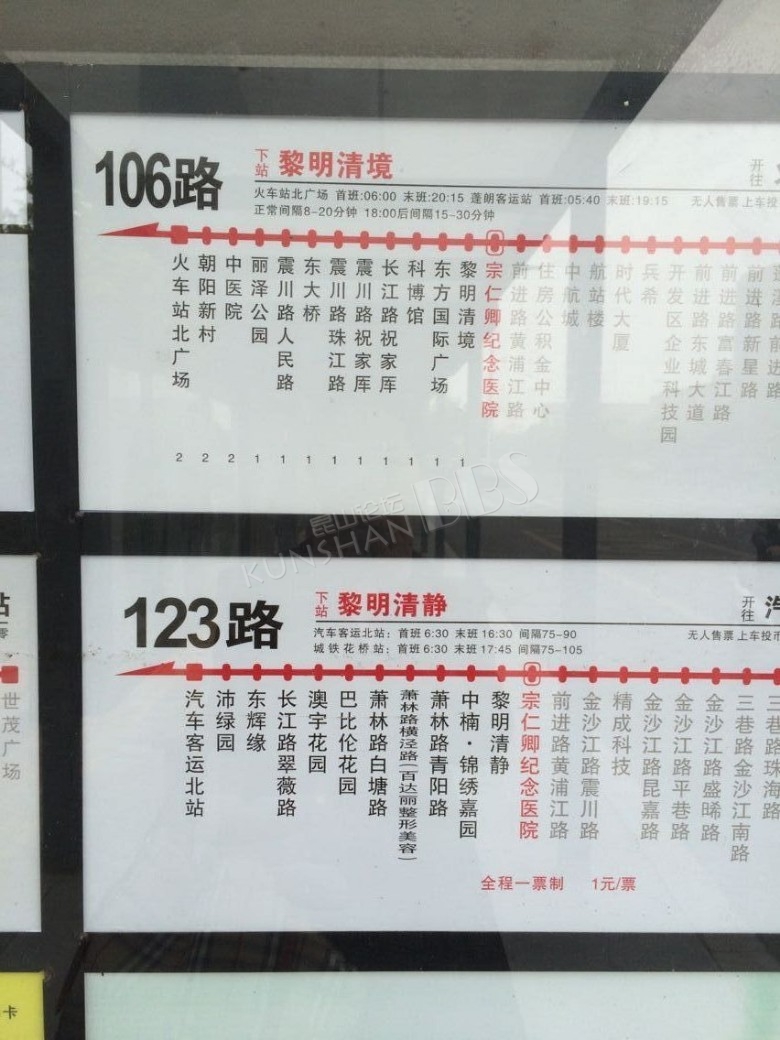 106路
下站 黎明清境
开往
火车站北广场 首班:06:00 末班:20:15 蓬朗客运站 首班:05:40 末班:19:15 无人售票 上车投
正常间隔8-20分钟 18:00后间隔15-30分钟
火车站北广场
朝阳新村
中医院
丽泽公园
震川路人民路
东大桥
震川路珠江路
震川路祝家厍
长江路祝家厍
科博馆
东方国际广场
黎明清境
宗仁卿纪念医院
前进路黄浦江路
住房公积金中心
中航城
航站楼
时代大厦
兵希
开发区企业科技园
前进路东城大道
前进路富春江路
前进路新星路
2 2 2 1 1 1 1 1 1 1 1 1
昆山论坛
KUNSHAN BBS
站
世茂广场
123路
下站 黎明清静
开往 汽
汽车客运北站: 首班 6:30 末班 16:30 间隔75-90 无人售票 上车投币
城铁花桥站: 首班 6:30 末班 17:45 间隔75-105
汽车客运北站
沛绿园
东辉缘
长江路翠薇路
澳宇花园
巴比伦花园
萧林路白塘路
萧林路横泾路(百达丽整形美容)
萧林路青阳路
中楠·锦绣嘉园
黎明清静
宗仁卿纪念医院
前进路黄浦江路
金沙江路震川路
精成科技
金沙江路昆嘉路
金沙江路平巷路
金沙江路盛晞路
三巷路金沙江南路
三巷路珠海路
全程一票制 1元/票
卡